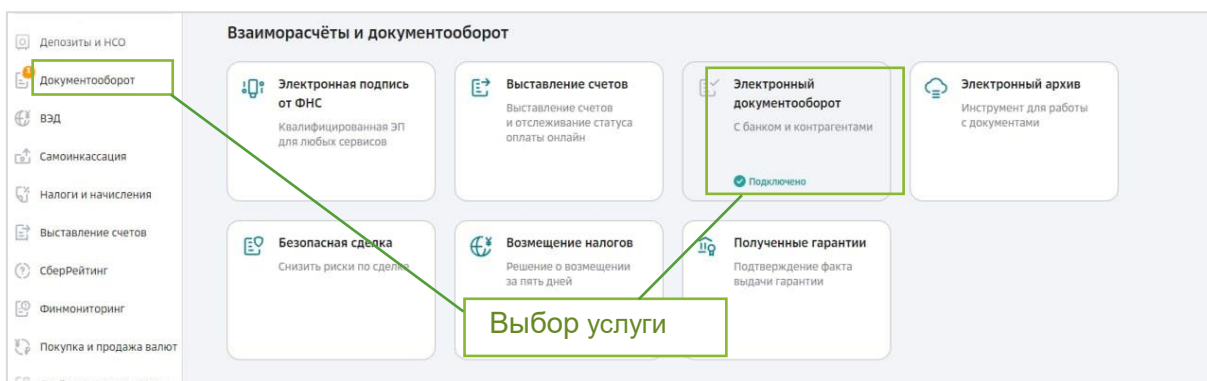 Депозиты и НСО
Документооборот
ВЭД
Самоинкассация
Налоги и начисления
Выставление счетов
СберРейтинг
Финмониторинг
Покупка и продажа валют
Взаиморасчёты и документооборот
Электронная подпись
от ФНС
Квалифицированная ЭП
для любых сервисов
Выставление счетов
Выставление счетов
и отслеживание статуса
оплаты онлайн
Электронный
документооборот
С банком и контрагентами
Подключено
Электронный архив
Инструмент для работы
с документами
Безопасная сделка
Снизить риски по сделке
Возмещение налогов
Решение о возмещении
за пять дней
Полученные гарантии
Подтверждение факта
выдачи гарантии
Выбор услуги